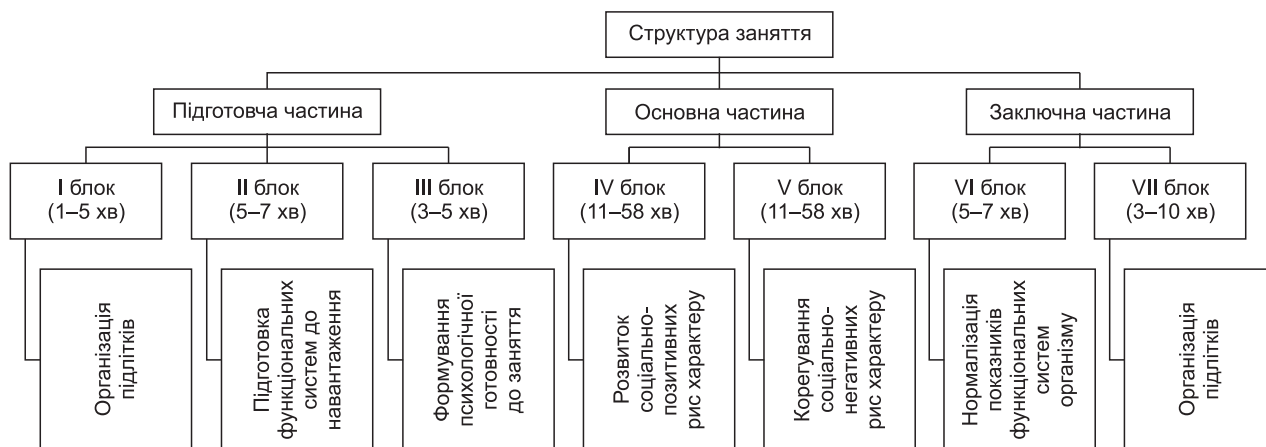 Структура заняття
Підготовча частина
Основна частина
Заключна частина
I блок
(1–5 хв)
II блок
(5–7 хв)
III блок
(3–5 хв)
IV блок
(11–58 хв)
V блок
(11–58 хв)
VI блок
(5–7 хв)
VII блок
(3–10 хв)
Організація
підлітків
Підготовка
функціональних
систем до
навантаження
Формування
психологічної
готовності
до заняття
Розвиток
соціально-
позитивних
рис характеру
Корегування
соціально-
негативних
рис характеру
Нормалізація
показників
функціональних
систем
організму
Організація
підлітків